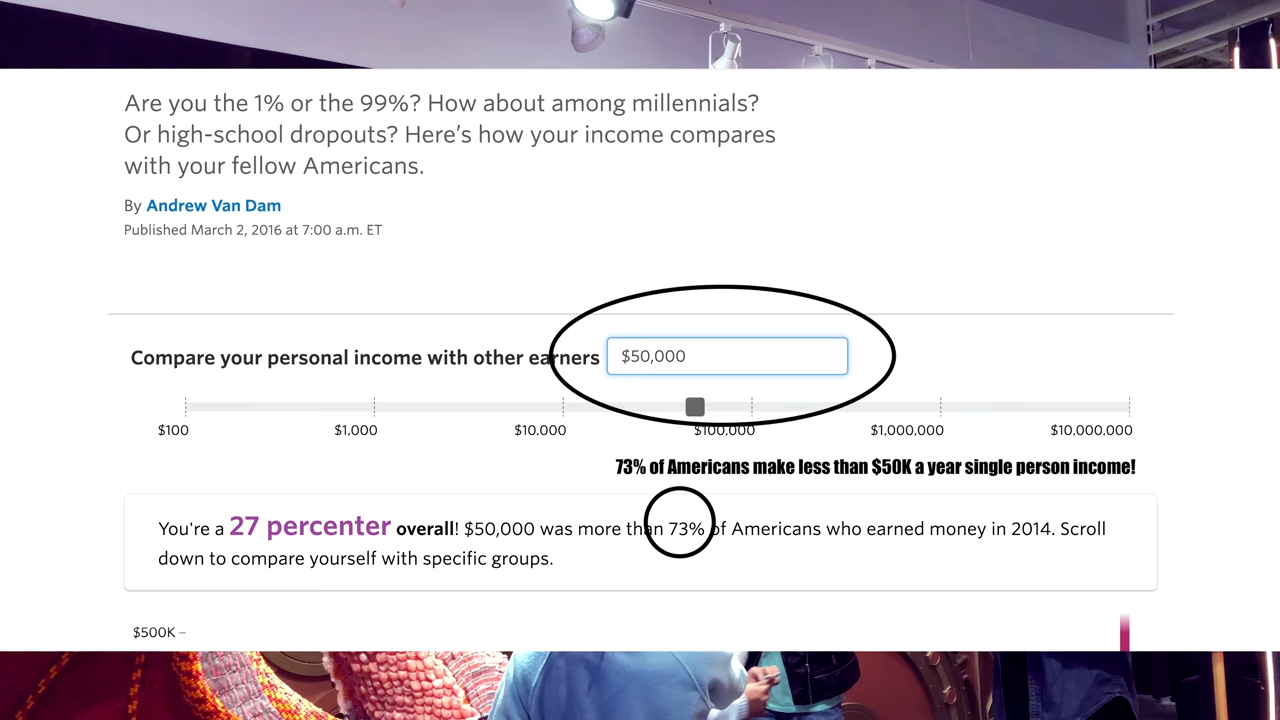 Are you the 1% or the 99%? How about among millennials?
Or high-school dropouts? Here’s how your income compares
with your fellow Americans.
By Andrew Van Dam
Published March 2, 2016 at 7:00 a.m. ET
Compare your personal income with other earners $50,000
$100 $1,000 $10,000 $100,000 $1,000,000 $10,000,000
73% of Americans make less than $50K a year single person income!
You're a 27 percenter overall! $50,000 was more than 73% of Americans who earned money in 2014. Scroll
down to compare yourself with specific groups.
$500K –